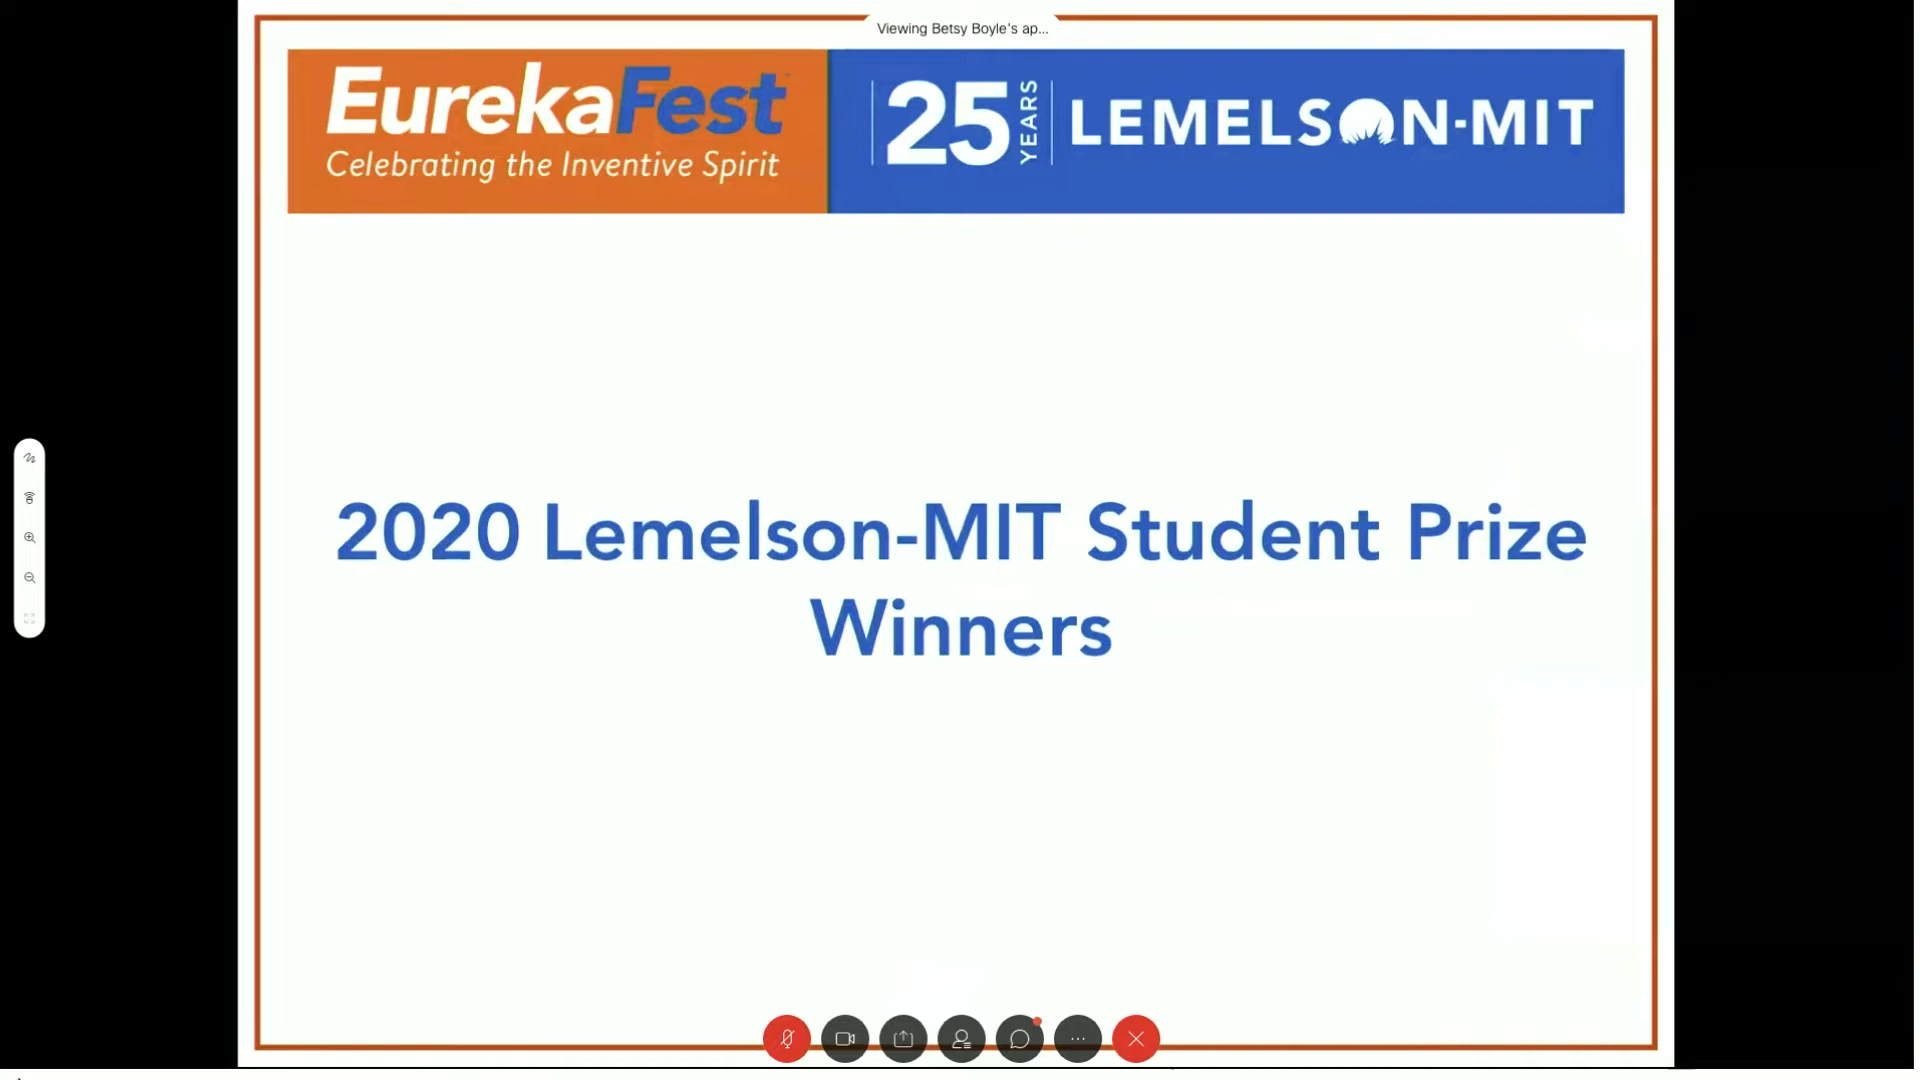 Viewing Betsy Boyle's ap...
EurekaFest
Celebrating the Inventive Spirit
25 YEARS
LEMELSON-MIT
2020 Lemelson-MIT Student Prize
Winners